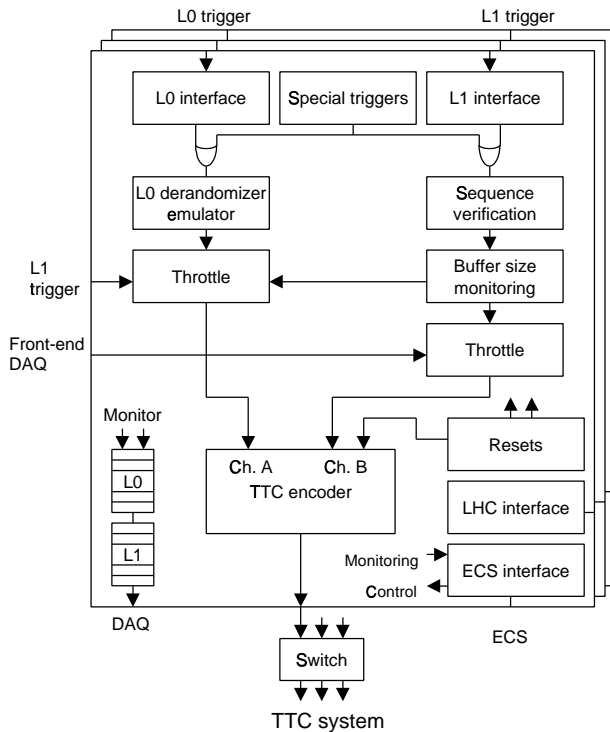 L0 trigger
L1 trigger
L0 interface
Special triggers
L1 interface
L0 derandomizer
emulator
Sequence
verification
L1
trigger
Throttle
Buffer size
monitoring
Front-end
DAQ
Throttle
Monitor
L0
L1
DAQ
Ch. A
Ch. B
TTC encoder
Resets
LHC interface
Monitoring
Control
ECS interface
ECS
Switch
TTC system